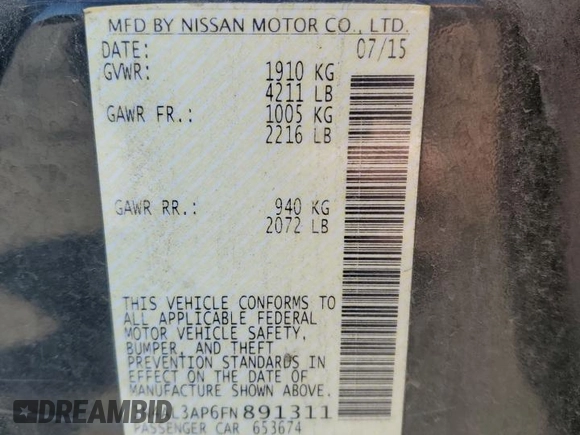 MFD BY NISSAN MOTOR CO., LTD.
DATE: 07/15
GVWR: 1910 KG
4211 LB
GAWR FR.: 1005 KG
2216 LB
GAWR RR.: 940 KG
2072 LB
THIS VEHICLE CONFORMS TO
ALL APPLICABLE FEDERAL
MOTOR VEHICLE SAFETY,
BUMPER, AND THEFT
PREVENTION STANDARDS IN
EFFECT ON THE DATE OF
MANUFACTURE SHOWN ABOVE.
L3AP6FN891311
PASSENGER CAR 653674
DREAMBID